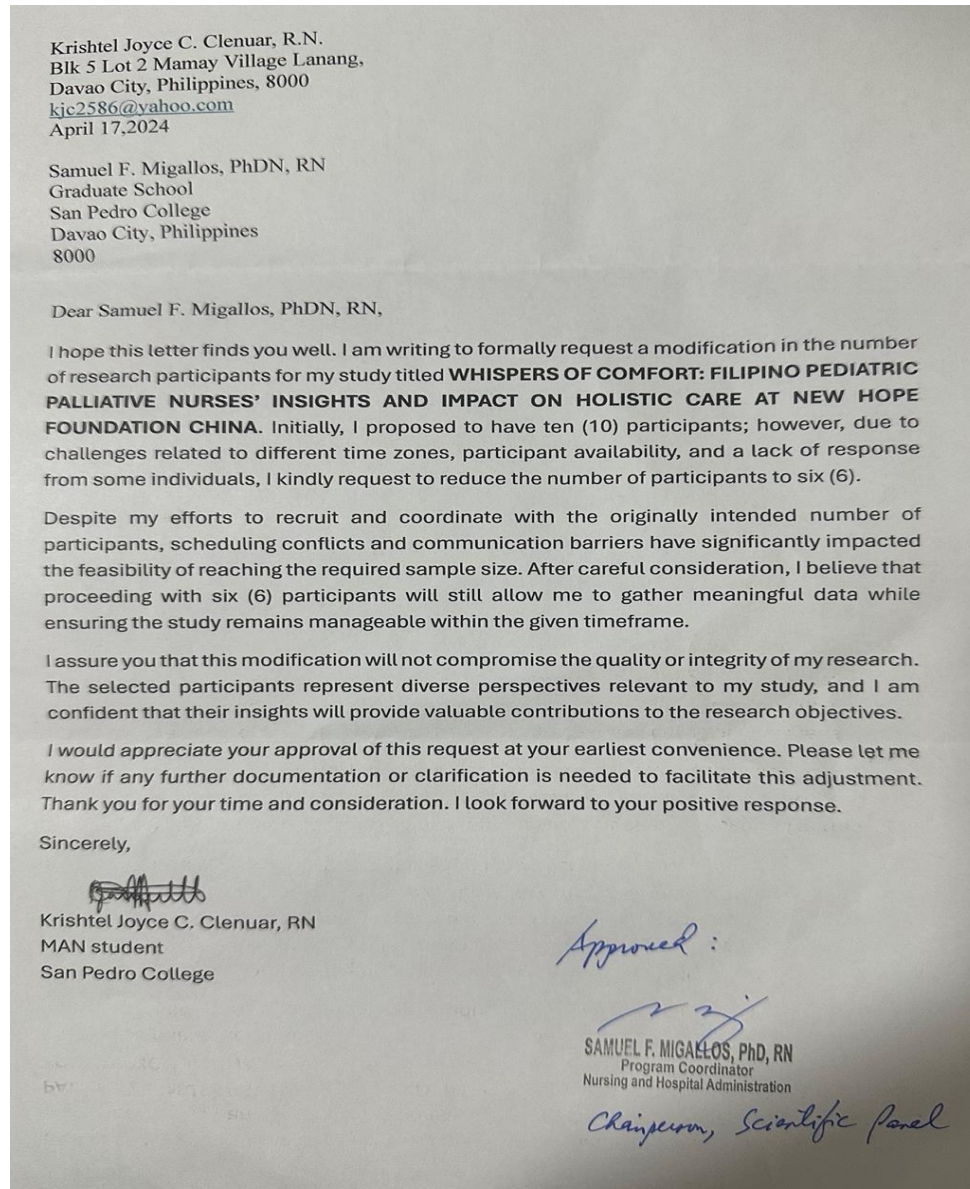 Krishtel Joyce C. Clenuar, R.N.
Blk 5 Lot 2 Mamay Village Lanang,
Davao City, Philippines, 8000
kjc2586@yahoo.com
April 17,2024
Samuel F. Migallos, PhDN, RN
Graduate School
San Pedro College
Davao City, Philippines
8000
Dear Samuel F. Migallos, PhDN, RN,
I hope this letter finds you well. I am writing to formally request a modification in the number
of research participants for my study titled WHISPERS OF COMFORT: FILIPINO PEDIATRIC
PALLIATIVE NURSES' INSIGHTS AND IMPACT ON HOLISTIC CARE AT NEW HOPE
FOUNDATION CHINA. Initially, I proposed to have ten (10) participants; however, due to
challenges related to different time zones, participant availability, and a lack of response
from some individuals, I kindly request to reduce the number of participants to six (6).
Despite my efforts to recruit and coordinate with the originally intended number of
participants, scheduling conflicts and communication barriers have significantly impacted
the feasibility of reaching the required sample size. After careful consideration, I believe that
proceeding with six (6) participants will still allow me to gather meaningful data while
ensuring the study remains manageable within the given timeframe.
I assure you that this modification will not compromise the quality or integrity of my research.
The selected participants represent diverse perspectives relevant to my study, and I am
confident that their insights will provide valuable contributions to the research objectives.
I would appreciate your approval of this request at your earliest convenience. Please let me
know if any further documentation or clarification is needed to facilitate this adjustment.
Thank you for your time and consideration. I look forward to your positive response.
Sincerely,
Krishtel Joyce C. Clenuar, RN
MAN student
San Pedro College
Approved :
SAMUEL F. MIGALLOS, PhD, RN
Program Coordinator
Nursing and Hospital Administration
Chairperson, Scientific Panel